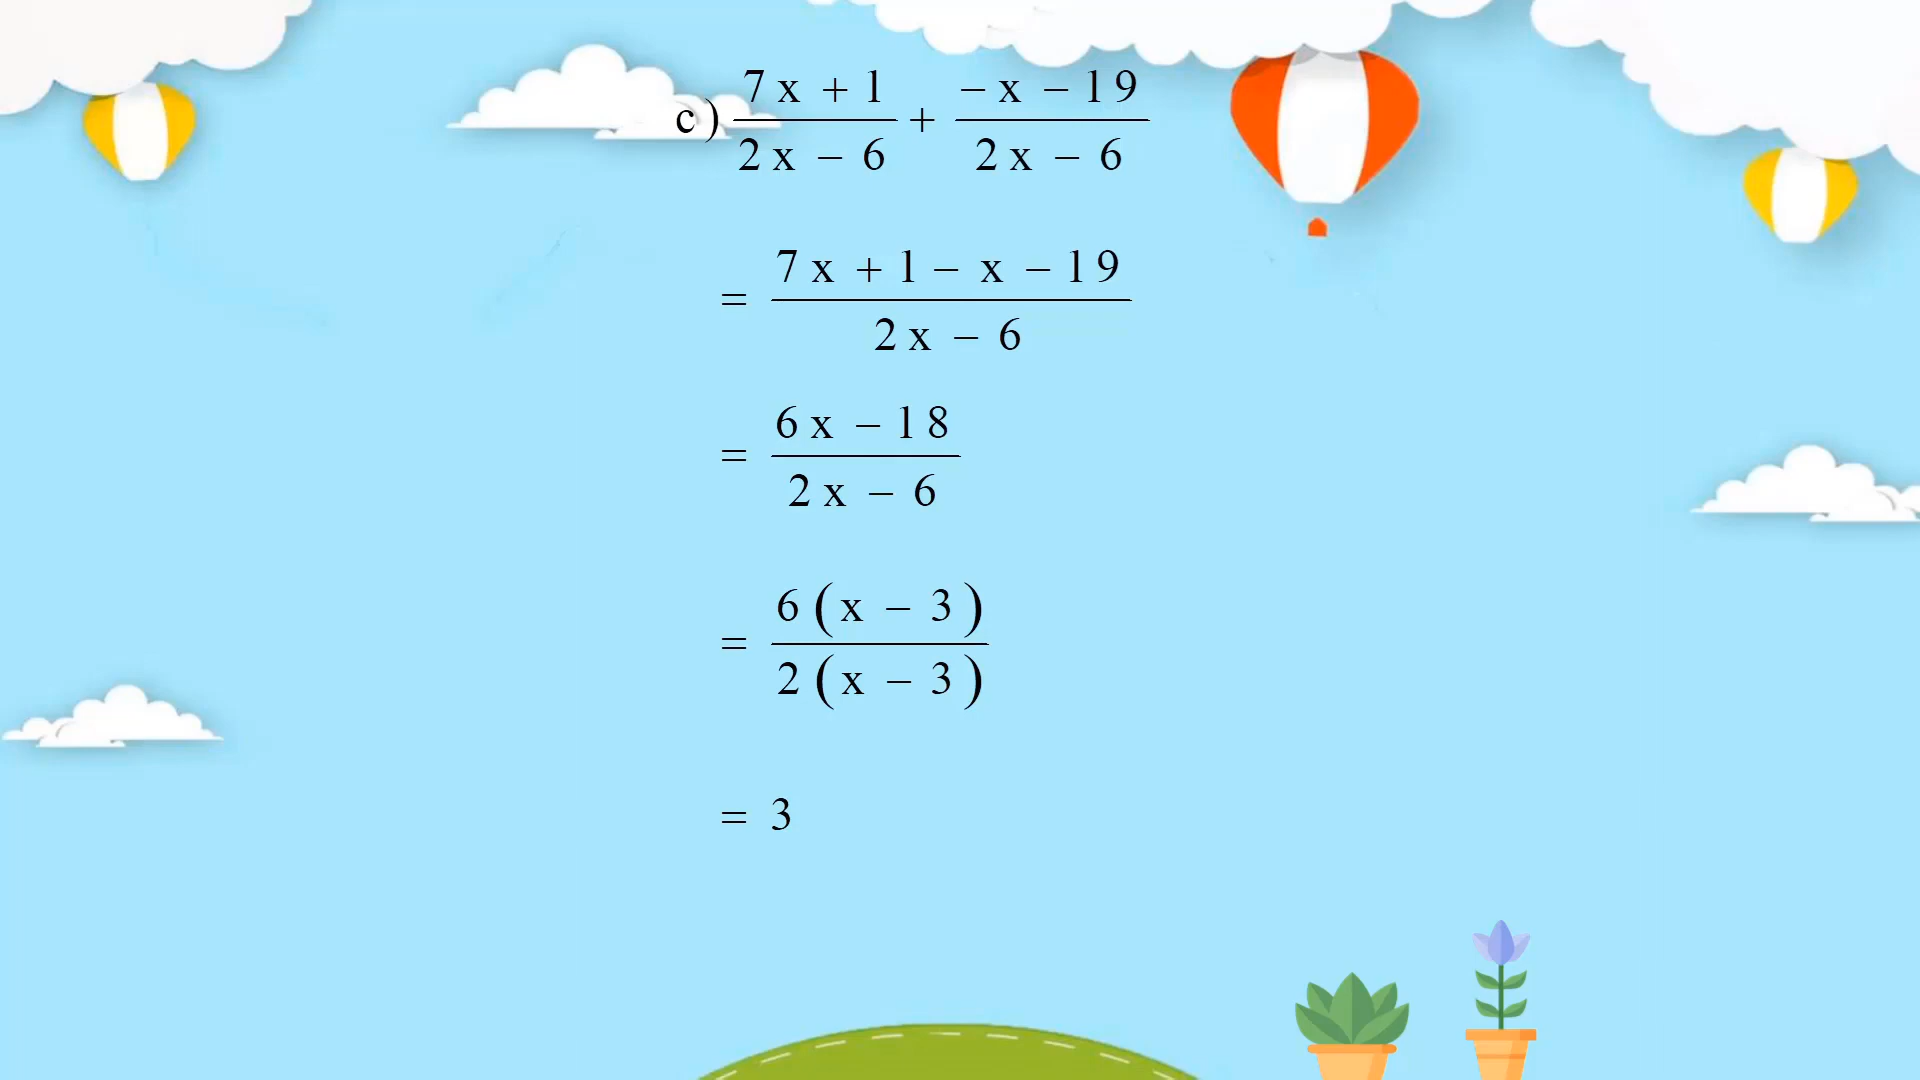 c) (7x + 1)/(2x − 6) + (−x − 19)/(2x − 6)
= (7x + 1 − x − 19)/(2x − 6)
= (6x − 18)/(2x − 6)
= 6(x − 3)/2(x − 3)
= 3